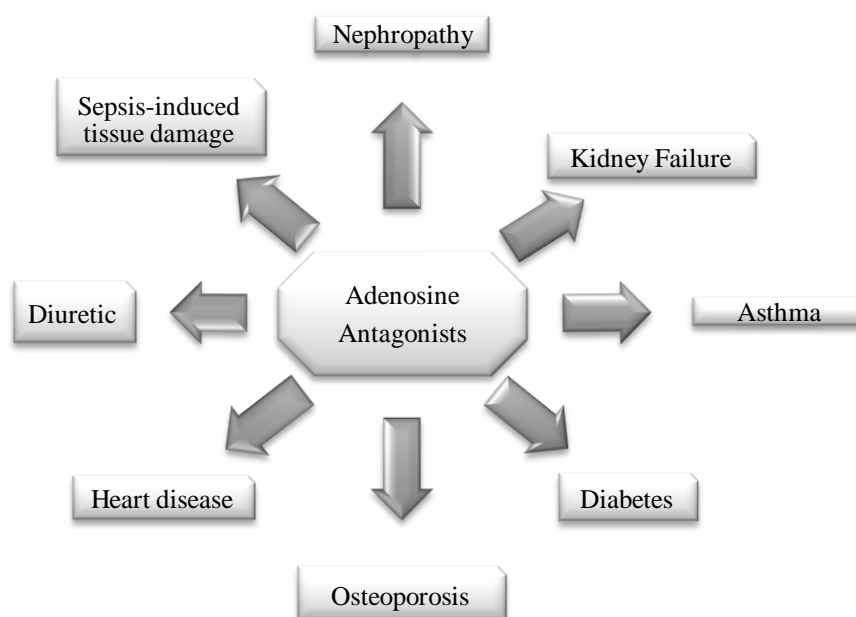 Nephropathy
Sepsis-induced
tissue damage
Kidney Failure
Adenosine
Antagonists
Diuretic
Asthma
Heart disease
Diabetes
Osteoporosis